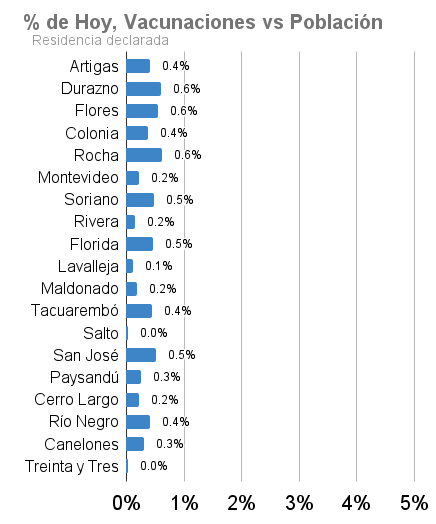 % de Hoy, Vacunaciones vs Población
Residencia declarada
Artigas 0.4%
Durazno 0.6%
Flores 0.6%
Colonia 0.4%
Rocha 0.6%
Montevideo 0.2%
Soriano 0.5%
Rivera 0.2%
Florida 0.5%
Lavalleja 0.1%
Maldonado 0.2%
Tacuarembó 0.4%
Salto 0.0%
San José 0.5%
Paysandú 0.3%
Cerro Largo 0.2%
Río Negro 0.4%
Canelones 0.3%
Treinta y Tres 0.0%
0% 1% 2% 3% 4% 5%